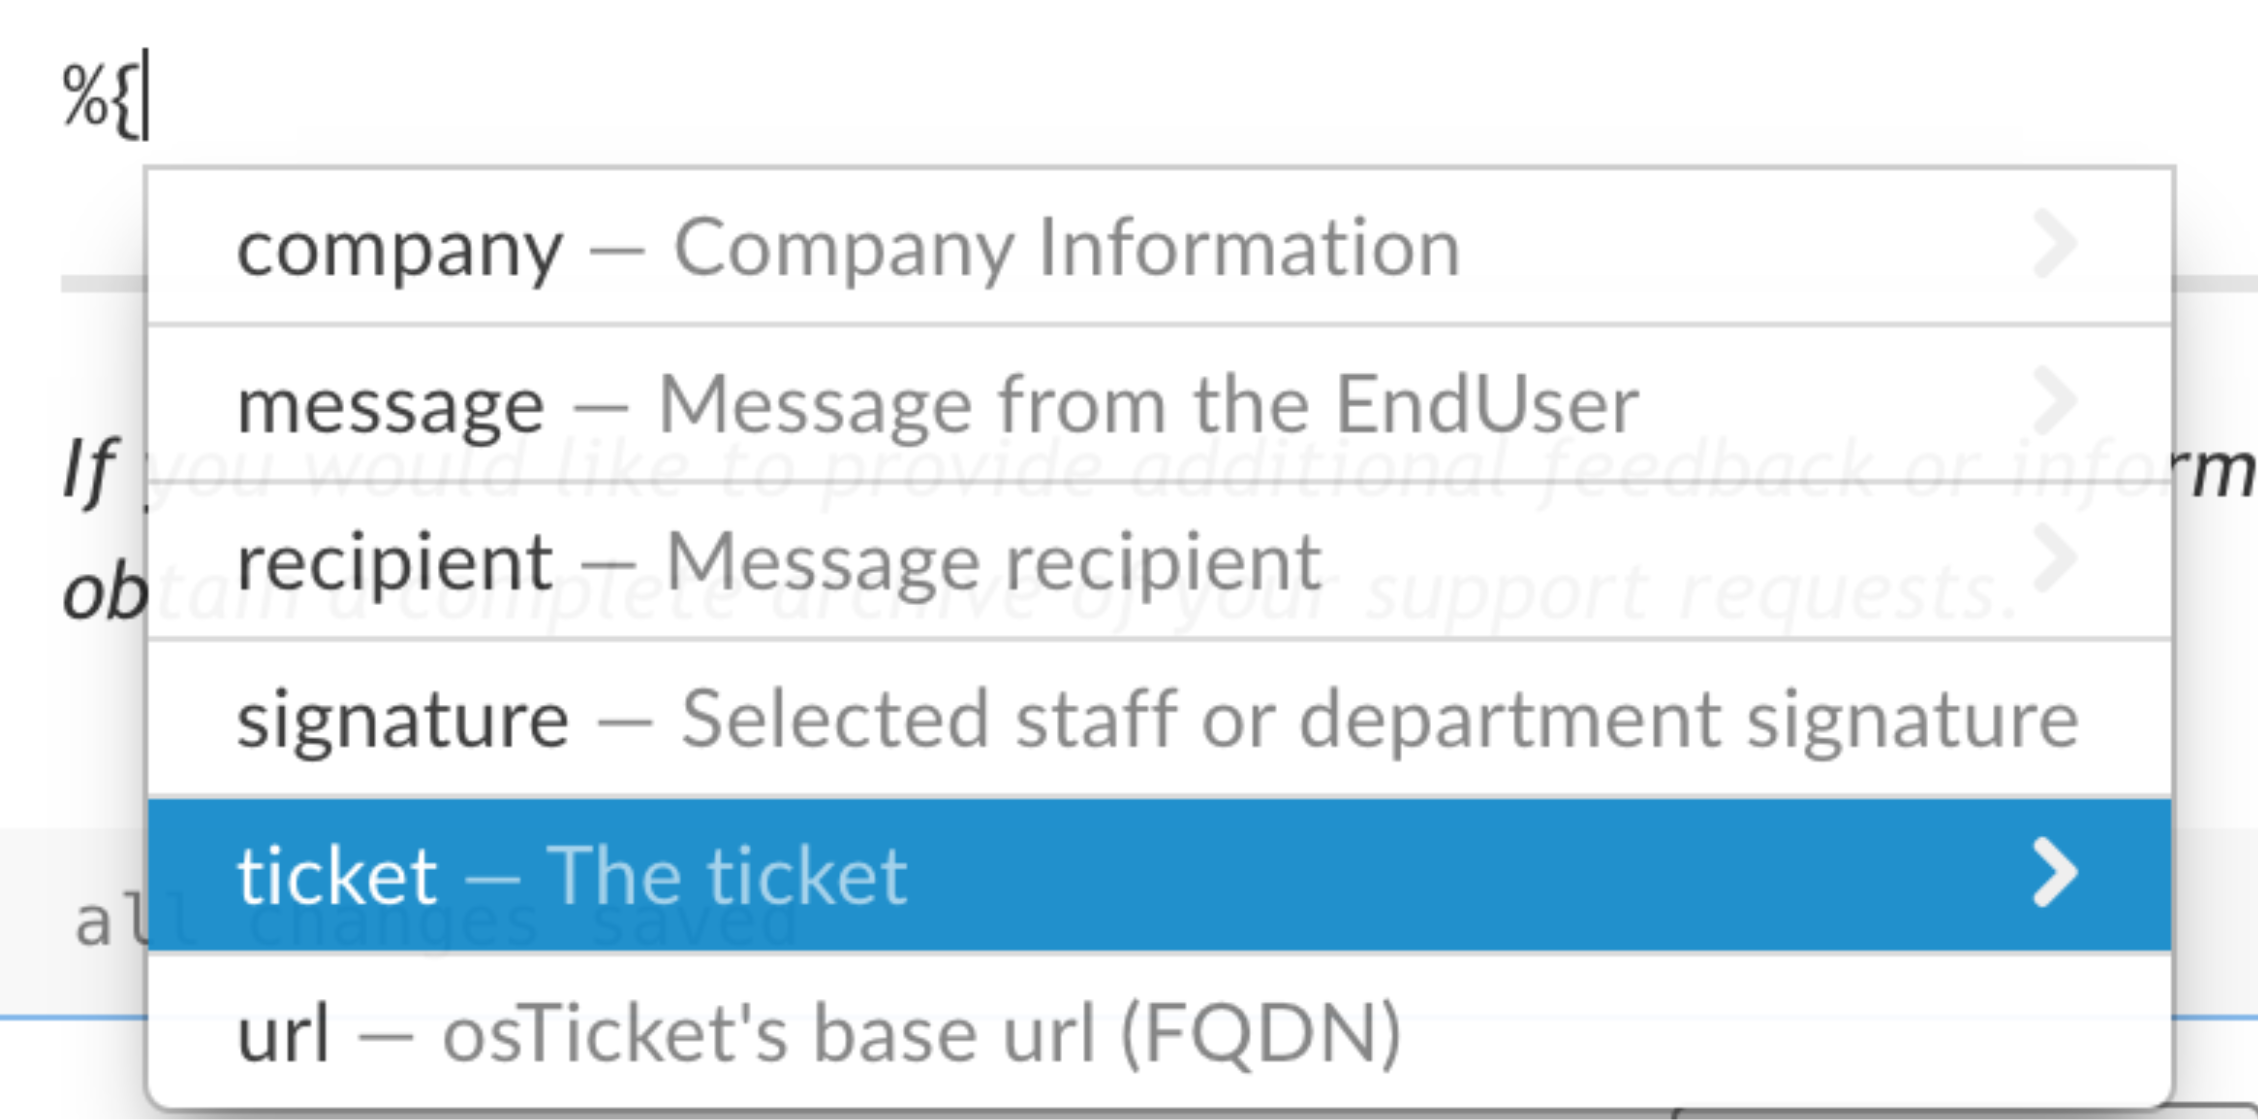 %{
company — Company Information
message — Message from the EndUser
If you would like to provide additional feedback or inform
recipient — Message recipient
obtain a complete archive of your support requests.
signature — Selected staff or department signature
ticket — The ticket
all changes saved
url — osTicket's base url (FQDN)